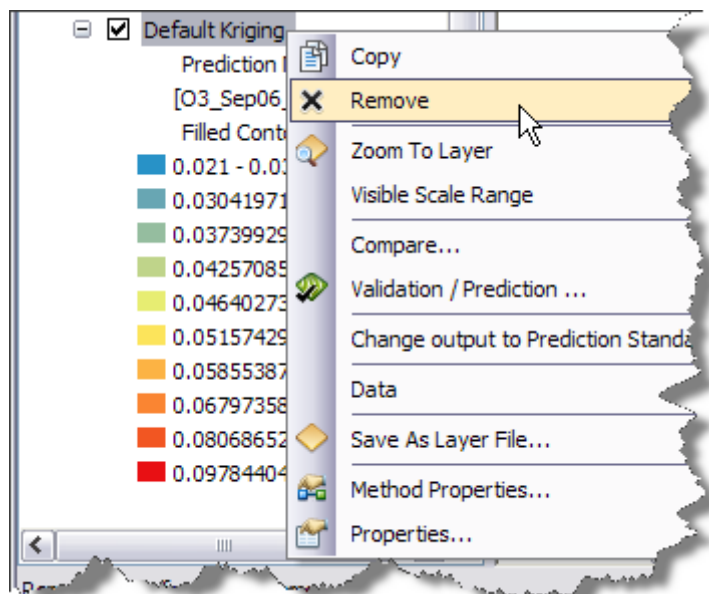 Default Kriging
Prediction
[O3_Sep06_
Filled Cont
0.021 - 0.03
0.03041971
0.03739929
0.04257085
0.04640273
0.05157429
0.05855387
0.06797358
0.08068652
0.09784404
Copy
Remove
Zoom To Layer
Visible Scale Range
Compare...
Validation / Prediction ...
Change output to Prediction Standa
Data
Save As Layer File...
Method Properties...
Properties...